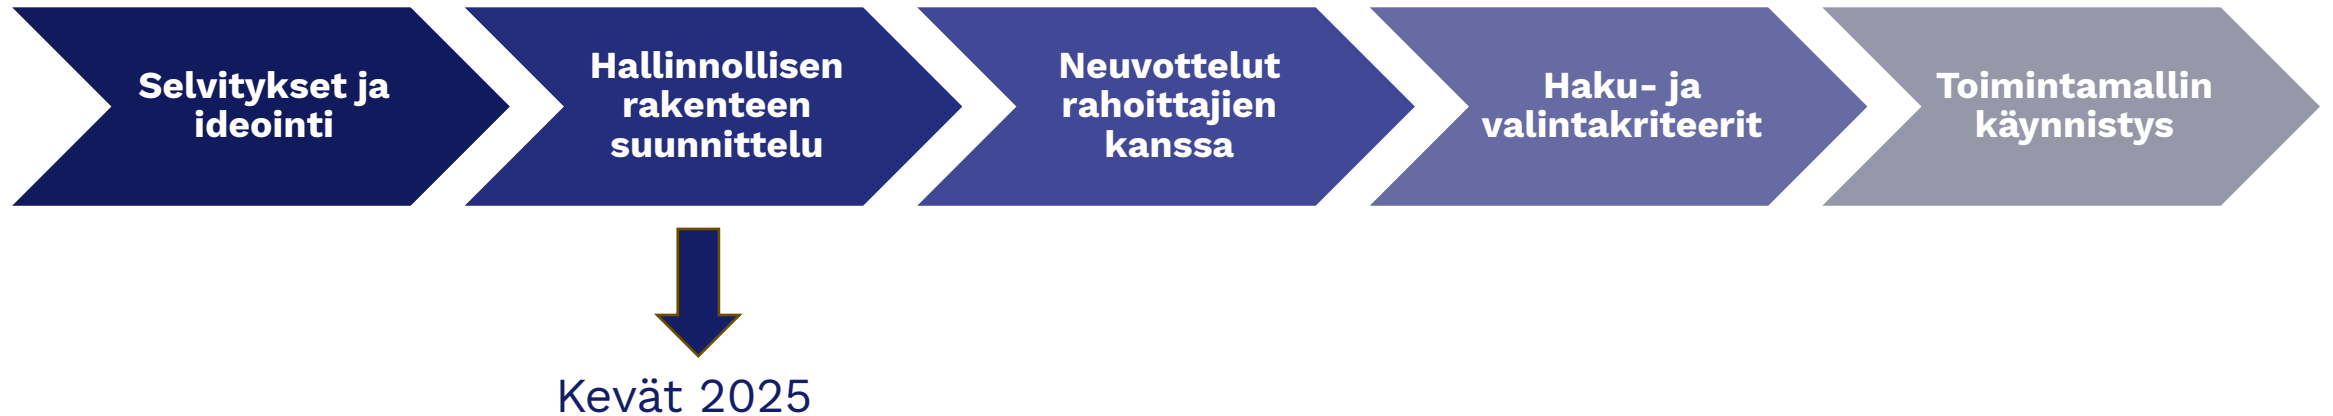 Selvitykset ja
ideointi
Hallinnollisen
rakenteen
suunnittelu
Neuvottelut
rahoittajien
kanssa
Haku- ja
valintakriteerit
Toimintamallin
käynnistys
Kevät 2025